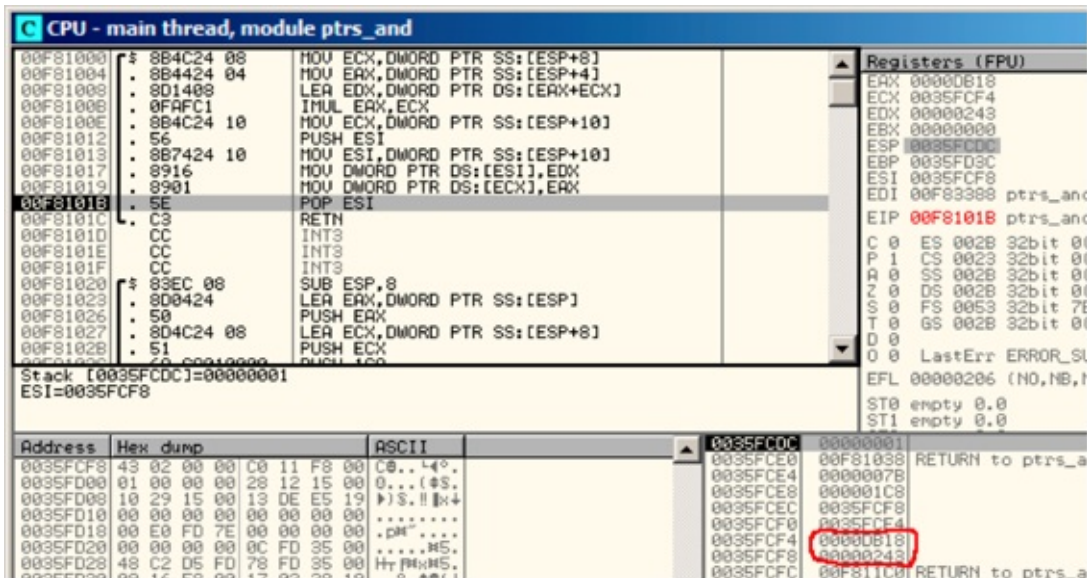 C CPU - main thread, module ptrs_and
00F81000 $ 8B4C24 08 MOV ECX,DWORD PTR SS:[ESP+8]
00F81004 . 8B4424 04 MOV EAX,DWORD PTR SS:[ESP+4]
00F81008 . 8D1408 LEA EDX,DWORD PTR DS:[EAX+ECX]
00F8100B . 0FAFC1 IMUL EAX,ECX
00F8100E . 8B4C24 10 MOV ECX,DWORD PTR SS:[ESP+10]
00F81012 . 56 PUSH ESI
00F81013 . 8B7424 10 MOV ESI,DWORD PTR SS:[ESP+10]
00F81017 . 8916 MOV DWORD PTR DS:[ESI],EDX
00F81019 . 8901 MOV DWORD PTR DS:[ECX],EAX
00F8101B . 5E POP ESI
00F8101C . C3 RETN
00F8101D CC INT3
00F8101E CC INT3
00F8101F CC INT3
00F81020 $ 83EC 08 SUB ESP,8
00F81023 . 8D0424 LEA EAX,DWORD PTR SS:[ESP]
00F81026 . 50 PUSH EAX
00F81027 . 8D4C24 08 LEA ECX,DWORD PTR SS:[ESP+8]
00F8102B . 51 PUSH ECX
Stack [0035FCDC]=00000001
ESI=0035FCF8
Registers (FPU)
EAX 0000DB18
ECX 0035FCF4
EDX 00000243
EBX 00000000
ESP 0035FCDC
EBP 0035FD3C
ESI 0035FCF8
EDI 00F83388 ptrs_and
EIP 00F8101B ptrs_and
C 0 ES 002B 32bit
P 1 CS 0023 32bit
A 0 SS 002B 32bit
Z 0 DS 002B 32bit
S 0 FS 0053 32bit
T 0 GS 002B 32bit
D 0
O 0 LastErr ERROR_SU
EFL 00000206 (NO,NB,
ST0 empty 0.0
ST1 empty 0.0
Address Hex dump ASCII
0035FCF8 43 02 00 00 C0 11 F8 00
0035FD00 01 00 00 00 28 12 15 00
0035FD08 10 29 15 00 13 DE E5 19
0035FD10 00 00 00 00 00 00 00 00 ........
0035FD18 00 E0 FD 7E 00 00 00 00
0035FD20 00 00 00 00 0C FD 35 00
0035FD28 48 C2 D5 FD 78 FD 35 00
0035FCDC 00000001
0035FCE0 00F81038 RETURN to ptrs_a
0035FCE4 0000007B
0035FCE8 000001C8
0035FCEC 0035FCF8
0035FCF0 0035FCF4
0035FCF4 0000DB18
0035FCF8 00000243
0035FCFC 00F811C0 RETURN to ptrs_a